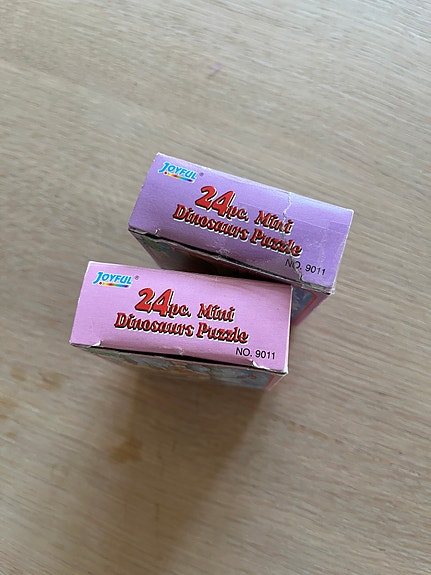 JOYFUL®
24pc. Mini
Dinosaurs Puzzle
NO. 9011
JOYFUL®
24pc. Mini
Dinosaurs Puzzle
NO. 9011